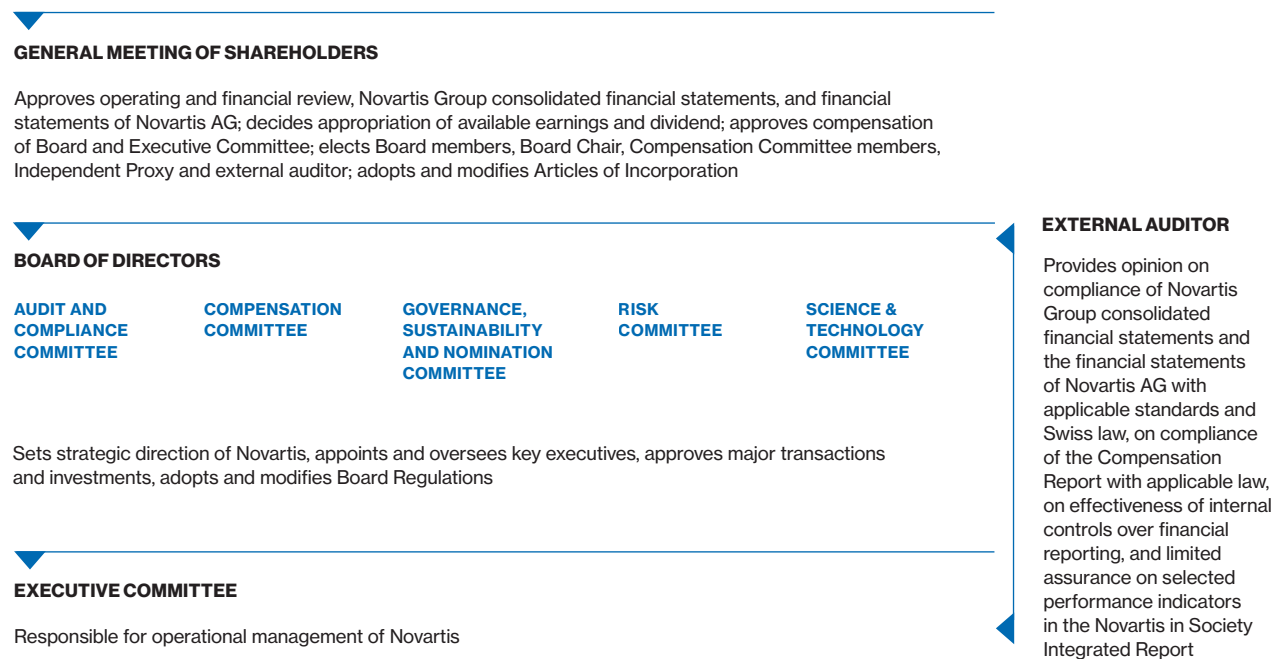 GENERAL MEETING OF SHAREHOLDERS
Approves operating and financial review, Novartis Group consolidated financial statements, and financial
statements of Novartis AG; decides appropriation of available earnings and dividend; approves compensation
of Board and Executive Committee; elects Board members, Board Chair, Compensation Committee members,
Independent Proxy and external auditor; adopts and modifies Articles of Incorporation
BOARD OF DIRECTORS
AUDIT AND
COMPLIANCE
COMMITTEE
COMPENSATION
COMMITTEE
GOVERNANCE,
SUSTAINABILITY
AND NOMINATION
COMMITTEE
RISK
COMMITTEE
SCIENCE &
TECHNOLOGY
COMMITTEE
Sets strategic direction of Novartis, appoints and oversees key executives, approves major transactions
and investments, adopts and modifies Board Regulations
EXECUTIVE COMMITTEE
Responsible for operational management of Novartis
EXTERNAL AUDITOR
Provides opinion on
compliance of Novartis
Group consolidated
financial statements and
the financial statements
of Novartis AG with
applicable standards and
Swiss law, on compliance
of the Compensation
Report with applicable law,
on effectiveness of internal
controls over financial
reporting, and limited
assurance on selected
performance indicators
in the Novartis in Society
Integrated Report